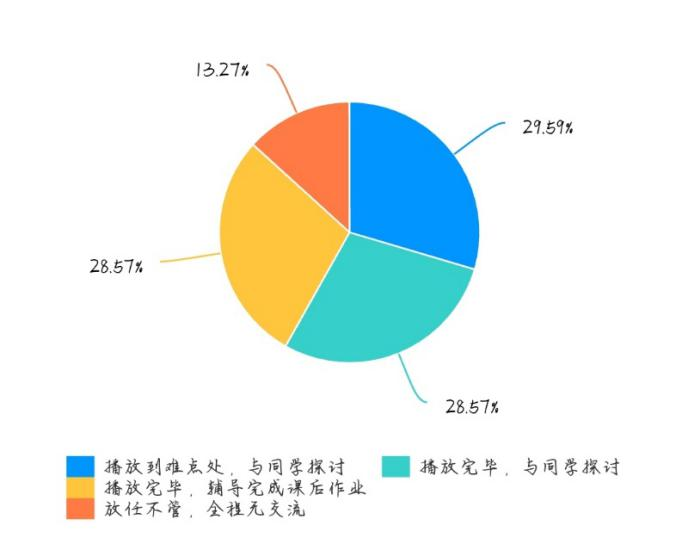 13.27%
29.59%
28.57%
28.57%
播放到难点处，与同学探讨
播放完毕，与同学探讨
播放完毕，辅导完成课后作业
放任不管，全程无交流